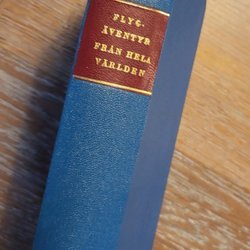 FLYG-
ÄVENTYR
FRÅN HELA
VÄRLDEN